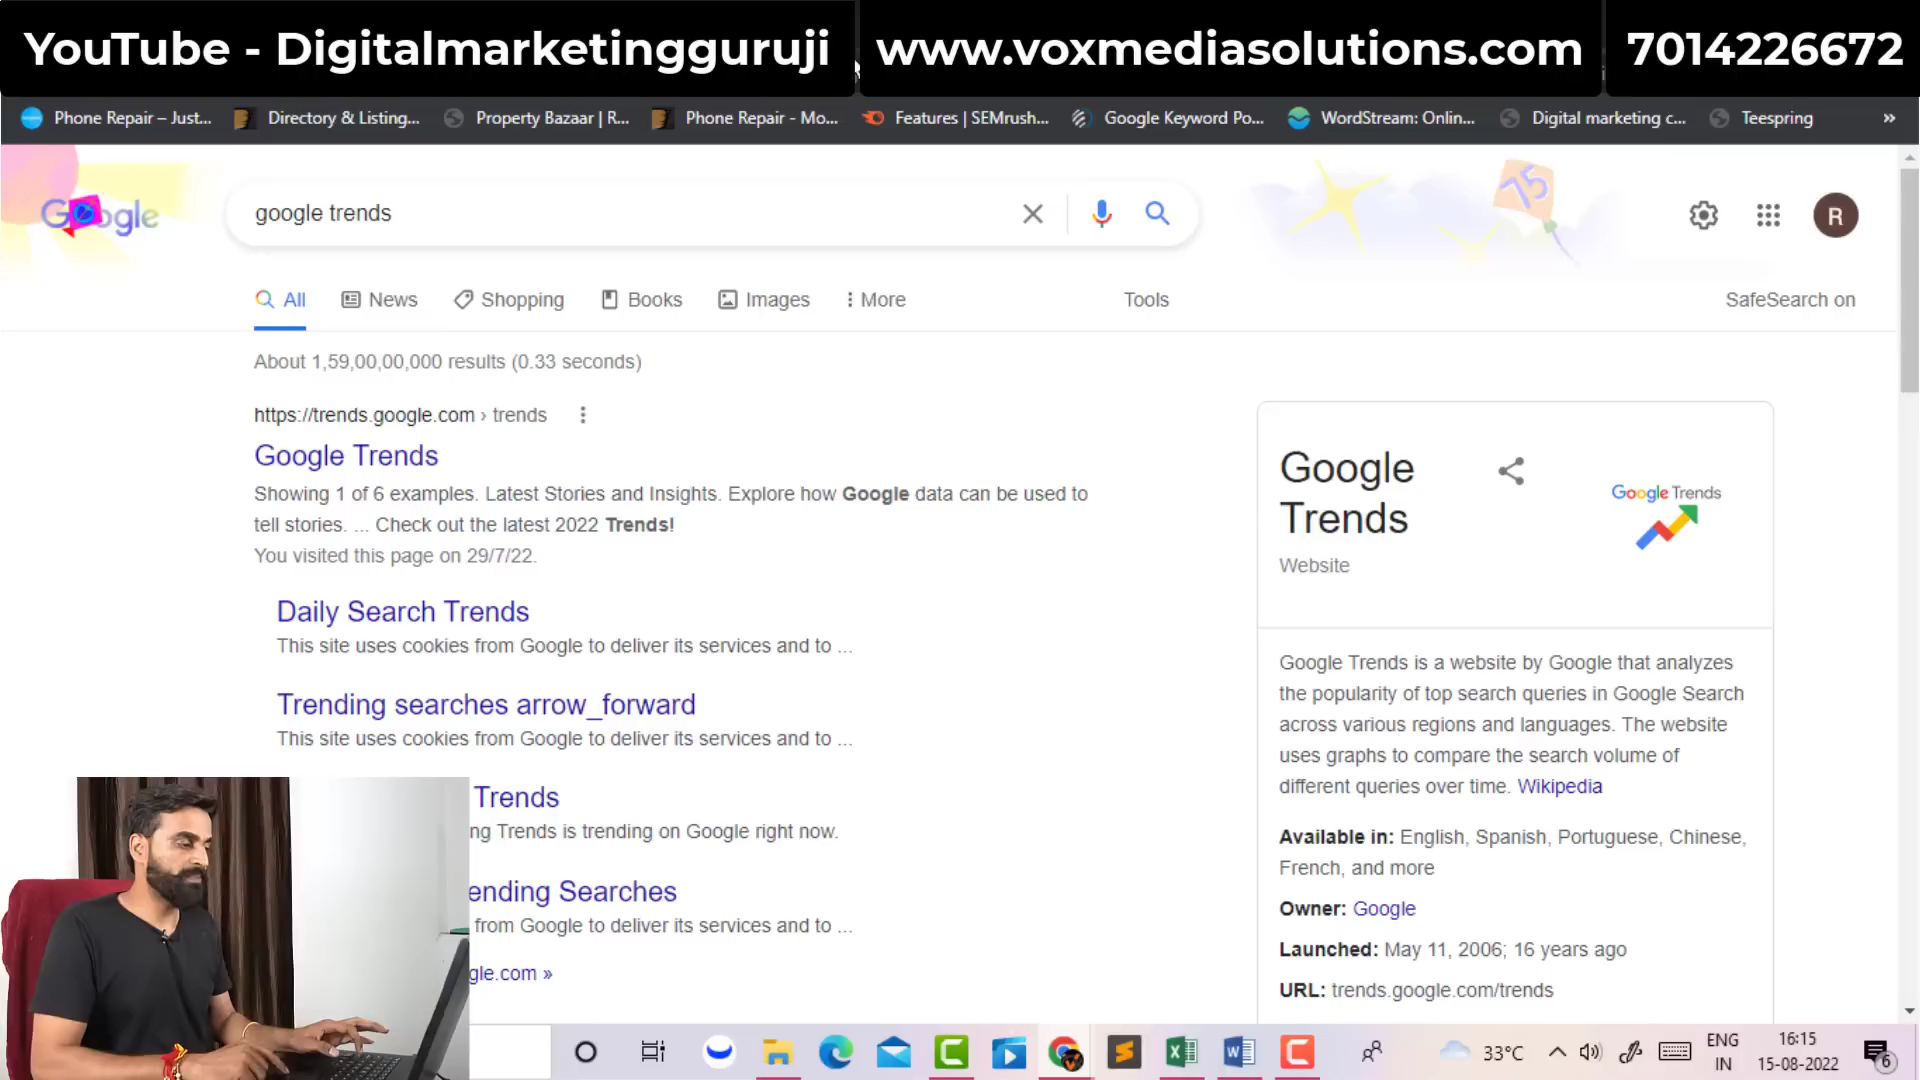 YouTube - Digitalmarketingguruji www.voxmediasolutions.com 7014226672
Phone Repair – Just... Directory & Listing... Property Bazaar | R... Phone Repair - Mo... Features | SEMrush... Google Keyword Po... WordStream: Onlin... Digital marketing c... Teespring »
Google google trends 75 R
All News Shopping Books Images More Tools SafeSearch on
About 1,59,00,00,000 results (0.33 seconds)
https://trends.google.com › trends
Google Trends
Showing 1 of 6 examples. Latest Stories and Insights. Explore how Google data can be used to
tell stories. ... Check out the latest 2022 Trends!
You visited this page on 29/7/22.
Daily Search Trends
This site uses cookies from Google to deliver its services and to ...
Trending searches arrow_forward
This site uses cookies from Google to deliver its services and to ...
Trends
ng Trends is trending on Google right now.
ending Searches
from Google to deliver its services and to ...
gle.com »
Google
Trends
Website
Google Trends
Google Trends is a website by Google that analyzes
the popularity of top search queries in Google Search
across various regions and languages. The website
uses graphs to compare the search volume of
different queries over time. Wikipedia
Available in: English, Spanish, Portuguese, Chinese,
French, and more
Owner: Google
Launched: May 11, 2006; 16 years ago
URL: trends.google.com/trends
33°C ENG 16:15
IN 15-08-2022 6